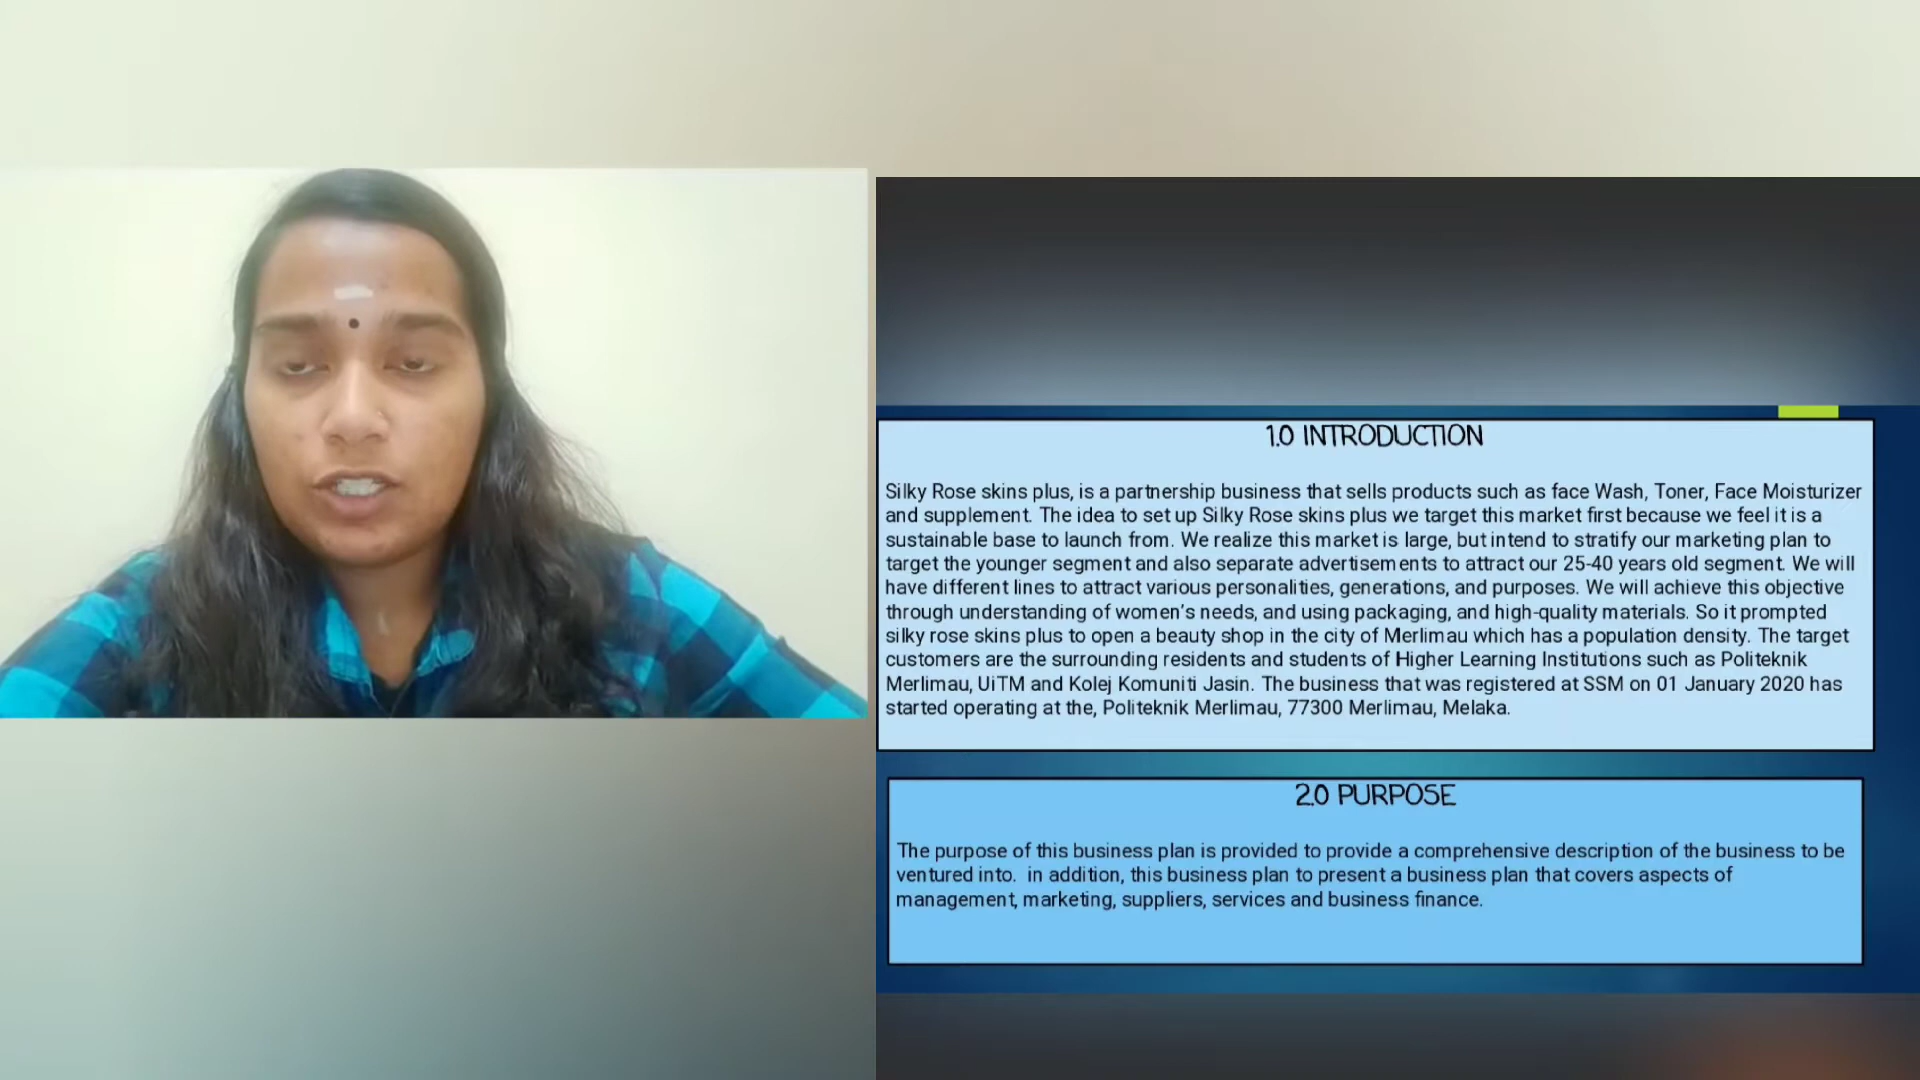 1.0 INTRODUCTION
Silky Rose skins plus, is a partnership business that sells products such as face Wash, Toner, Face Moisturizer
and supplement. The idea to set up Silky Rose skins plus we target this market first because we feel it is a
sustainable base to launch from. We realize this market is large, but intend to stratify our marketing plan to
target the younger segment and also separate advertisements to attract our 25-40 years old segment. We will
have different lines to attract various personalities, generations, and purposes. We will achieve this objective
through understanding of women's needs, and using packaging, and high-quality materials. So it prompted
silky rose skins plus to open a beauty shop in the city of Merlimau which has a population density. The target
customers are the surrounding residents and students of Higher Learning Institutions such as Politeknik
Merlimau, UiTM and Kolej Komuniti Jasin. The business that was registered at SSM on 01 January 2020 has
started operating at the, Politeknik Merlimau, 77300 Merlimau, Melaka.
2.0 PURPOSE
The purpose of this business plan is provided to provide a comprehensive description of the business to be
ventured into. in addition, this business plan to present a business plan that covers aspects of
management, marketing, suppliers, services and business finance.